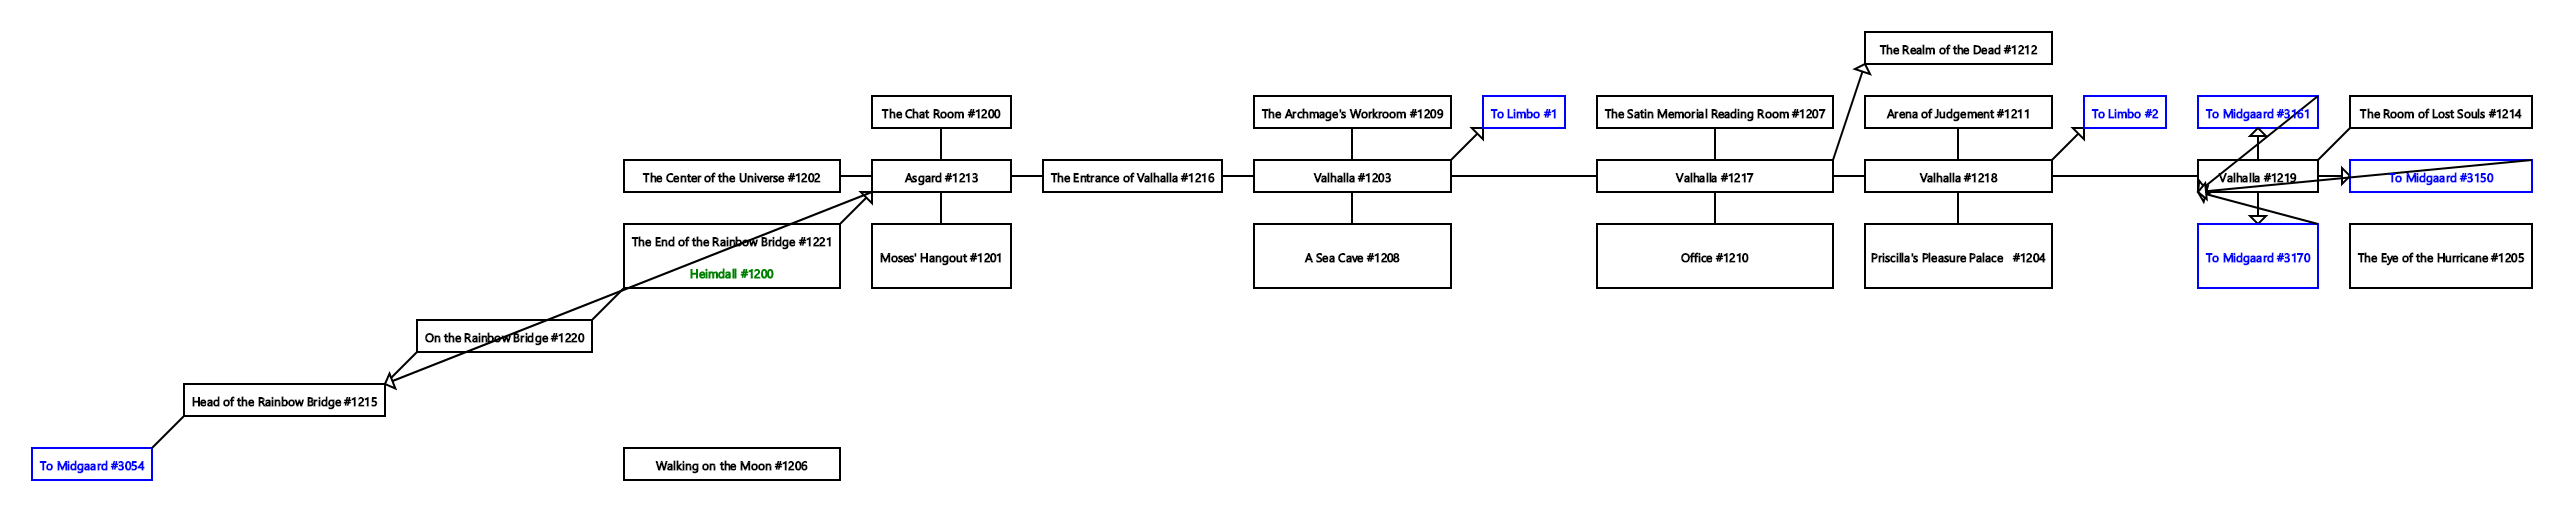 The Realm of the Dead #1212
The Chat Room #1200
The Archmage's Workroom #1209
To Limbo #1
The Satin Memorial Reading Room #1207
Arena of Judgement #1211
To Limbo #2
To Midgaard #3161
The Room of Lost Souls #1214
The Center of the Universe #1202
Asgard #1213
The Entrance of Valhalla #1216
Valhalla #1203
Valhalla #1217
Valhalla #1218
Valhalla #1219
To Midgaard #3150
The End of the Rainbow Bridge #1221
Heimdall #1200
Moses' Hangout #1201
A Sea Cave #1208
Office #1210
Priscilla's Pleasure Palace   #1204
To Midgaard #3170
The Eye of the Hurricane #1205
On the Rainbow Bridge #1220
Head of the Rainbow Bridge #1215
To Midgaard #3054
Walking on the Moon #1206